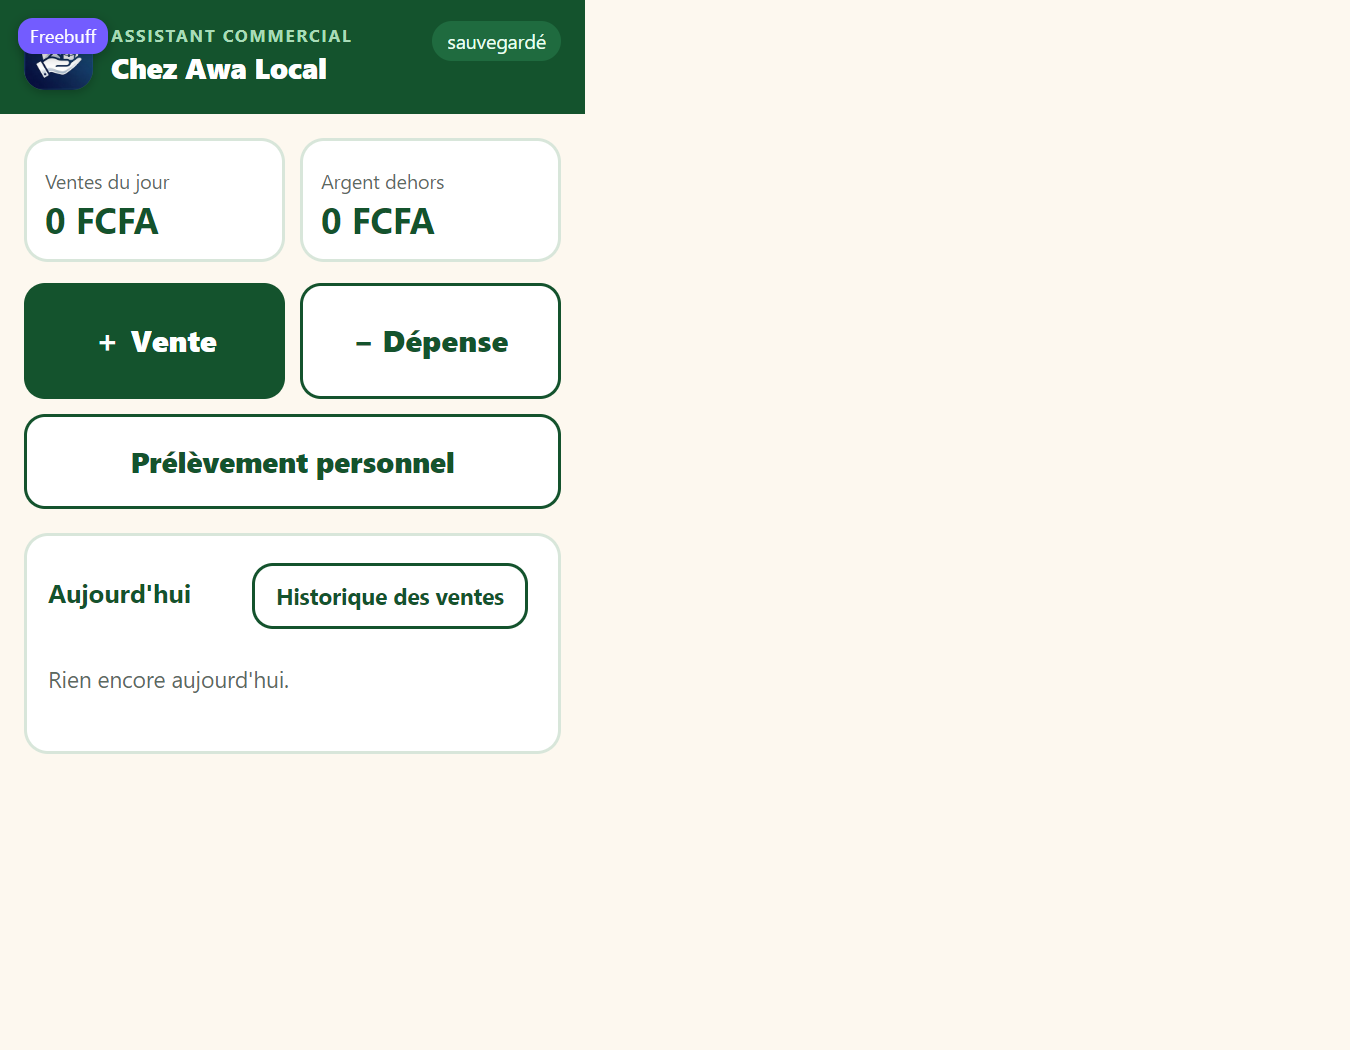 Freebuff
ASSISTANT COMMERCIAL
Chez Awa Local
sauvegardé
Ventes du jour
0 FCFA
Argent dehors
0 FCFA
+ Vente
− Dépense
Prélèvement personnel
Aujourd'hui
Historique des ventes
Rien encore aujourd'hui.